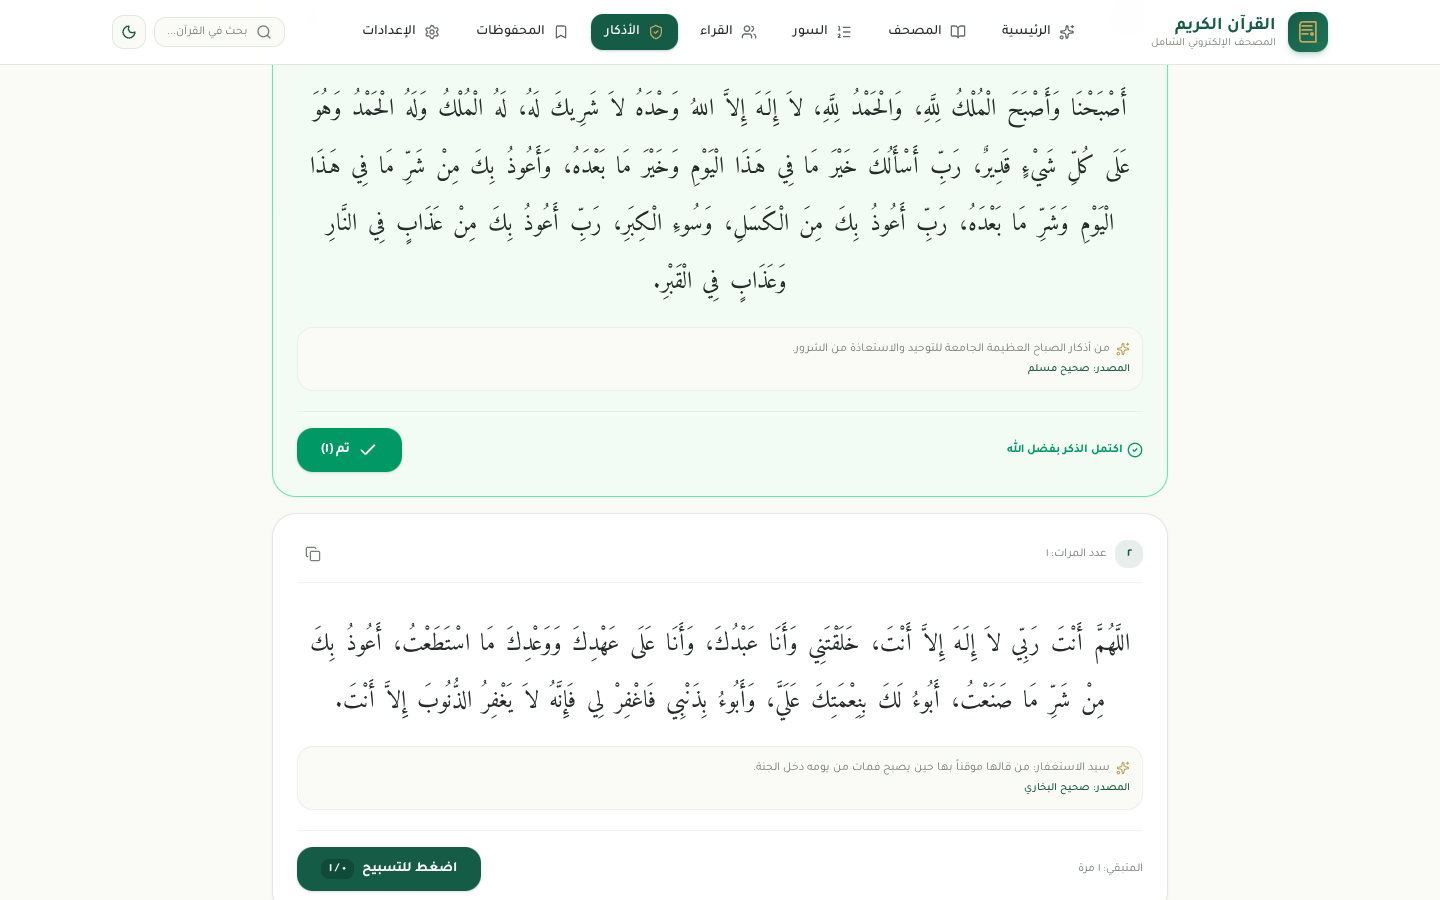 القرآن الكريم
المصحف الإلكتروني الشامل
الرئيسية
المصحف
السور
القراء
الأذكار
المحفوظات
الإعدادات
بحث في القرآن...
أَصْبَحْنَا وَأَصْبَحَ الْمُلْكُ لِلَّهِ، وَالْحَمْدُ لِلَّهِ، لاَ إِلَهَ إِلاَّ اللهُ وَحْدَهُ لاَ شَرِيكَ لَهُ، لَهُ الْمُلْكُ وَلَهُ الْحَمْدُ وَهُوَ
عَلَى كُلِّ شَيْءٍ قَدِيرٌ، رَبِّ أَسْأَلُكَ خَيْرَ مَا فِي هَذَا الْيَوْمِ وَخَيْرَ مَا بَعْدَهُ، وَأَعُوذُ بِكَ مِنْ شَرِّ مَا فِي هَذَا
الْيَوْمِ وَشَرِّ مَا بَعْدَهُ، رَبِّ أَعُوذُ بِكَ مِنَ الْكَسَلِ، وَسُوءِ الْكِبَرِ، رَبِّ أَعُوذُ بِكَ مِنْ عَذَابٍ فِي النَّارِ
وَعَذَابٍ فِي الْقَبْرِ.
من أذكار الصباح العظيمة الجامعة للتوحيد والاستعاذة من الشرور.
المصدر: صحيح مسلم
اكتمل الذكر بفضل الله
تم (١)
٢
عدد المرات: ١
اللَّهُمَّ أَنْتَ رَبِّي لاَ إِلَهَ إِلاَّ أَنْتَ، خَلَقْتَنِي وَأَنَا عَبْدُكَ، وَأَنَا عَلَى عَهْدِكَ وَوَعْدِكَ مَا اسْتَطَعْتُ، أَعُوذُ بِكَ
مِنْ شَرِّ مَا صَنَعْتُ، أَبُوءُ لَكَ بِنِعْمَتِكَ عَلَيَّ، وَأَبُوءُ بِذَنْبِي فَاغْفِرْ لِي فَإِنَّهُ لاَ يَغْفِرُ الذُّنُوبَ إِلاَّ أَنْتَ.
سيد الاستغفار: من قالها موقناً بها حين يصبح فمات من يومه دخل الجنة.
المصدر: صحيح البخاري
المتبقي: ١ مرة
اضغط للتسبيح
٠ / ١